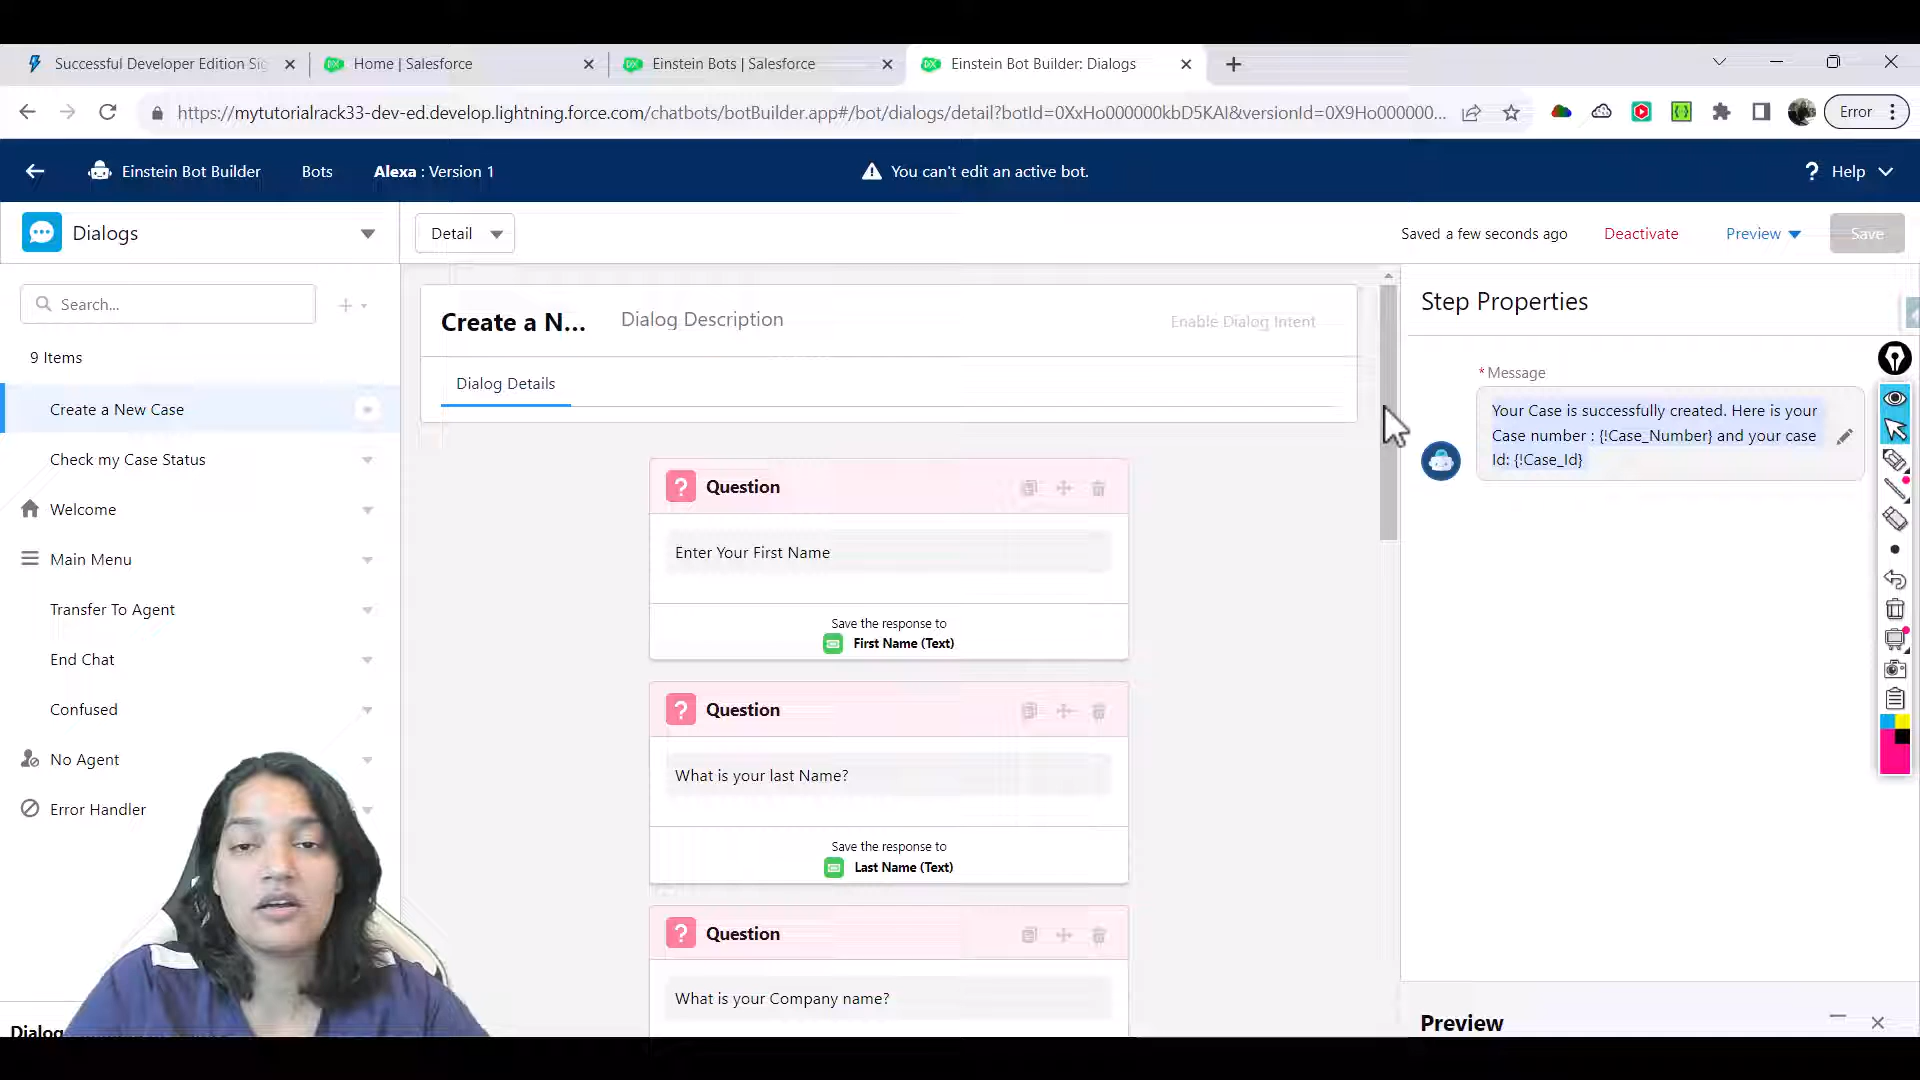 Successful Developer Edition Sig
Home | Salesforce
Einstein Bots | Salesforce
Einstein Bot Builder: Dialogs
https://mytutorialrack33-dev-ed.develop.lightning.force.com/chatbots/botBuilder.app#/bot/dialogs/detail?botId=0XxHo000000kbD5KAI&versionId=0X9Ho000000...
Error
Einstein Bot Builder
Bots
Alexa : Version 1
You can't edit an active bot.
? Help
Dialogs
Detail
Saved a few seconds ago
Deactivate
Preview
Save
Search...
9 Items
Create a New Case
Check my Case Status
Welcome
Main Menu
Transfer To Agent
End Chat
Confused
No Agent
Error Handler
Dialog
Create a N...
Dialog Description
Enable Dialog Intent
Dialog Details
? Question
Enter Your First Name
Save the response to
First Name (Text)
? Question
What is your last Name?
Save the response to
Last Name (Text)
? Question
What is your Company name?
Step Properties
* Message
Your Case is successfully created. Here is your
Case number : {!Case_Number} and your case
Id: {!Case_Id}
Preview